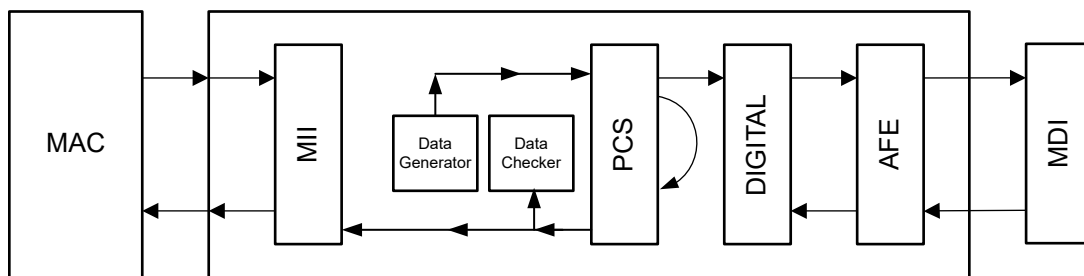 MAC
MII
Data
Generator
Data
Checker
PCS
DIGITAL
AFE
MDI